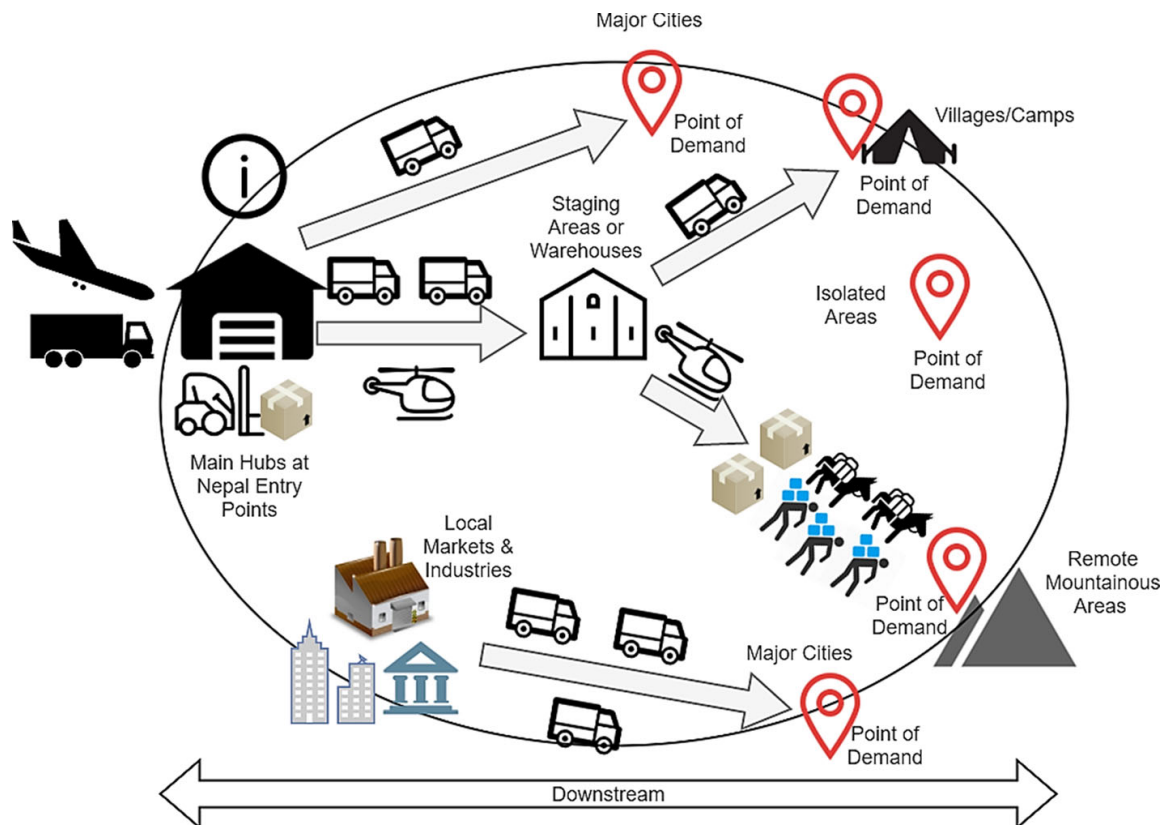 Major Cities
Point of
Demand
Villages/Camps
Point of
Demand
i
Staging
Areas or
Warehouses
Isolated
Areas
Point of
Demand
Main Hubs at
Nepal Entry
Points
Local
Markets &
Industries
Remote
Mountainous
Areas
Point of
Demand
Major Cities
Point of
Demand
Downstream